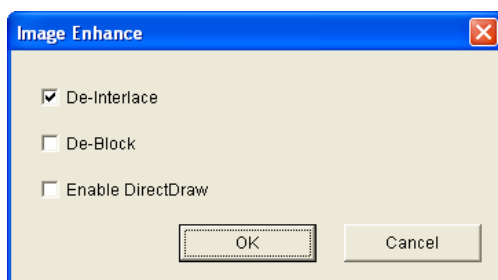 Image Enhance
De-Interlace
De-Block
Enable DirectDraw
OK Cancel